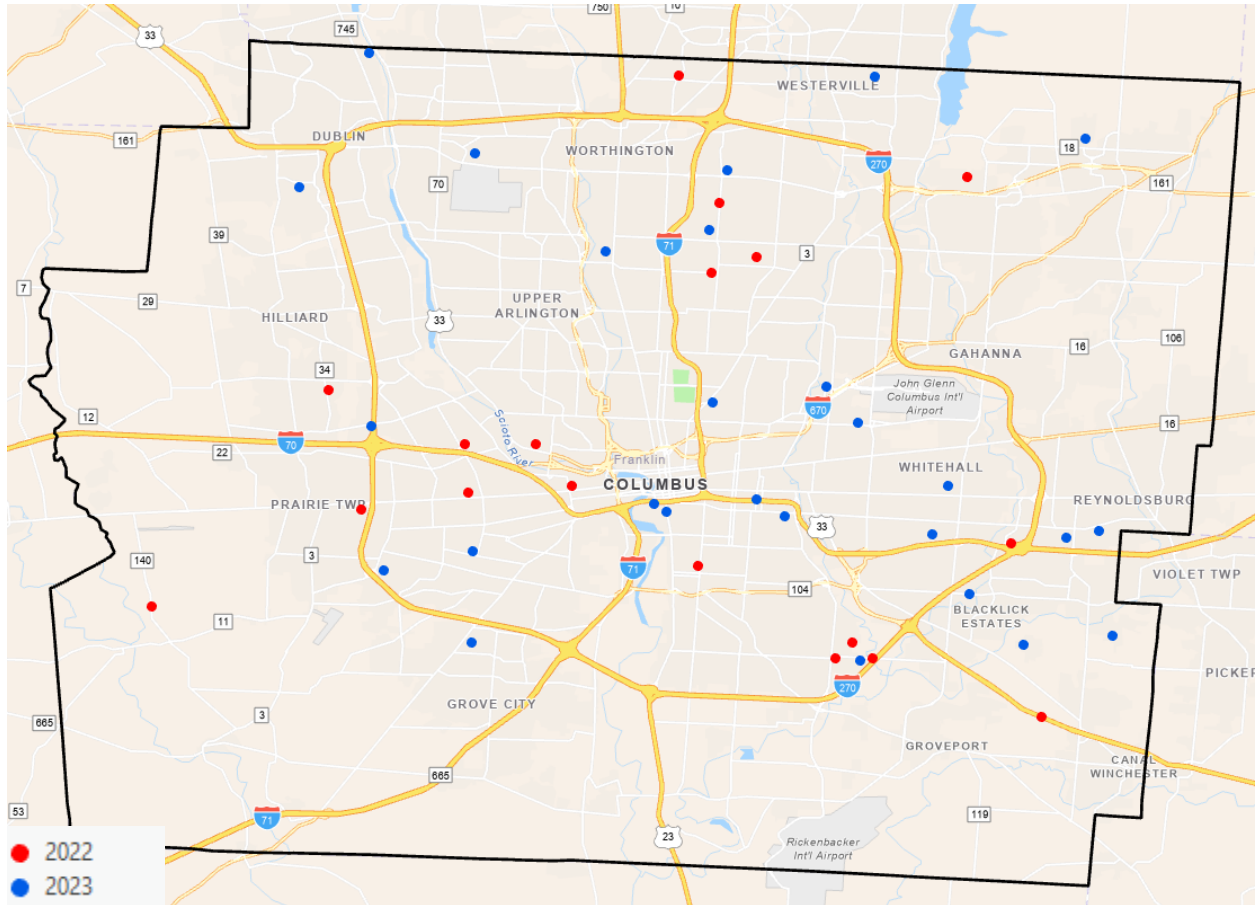 750
10
745
33
WESTERVILLE
161
DUBLIN
WORTHINGTON
18
270
70
161
39
71
3
7
29
UPPER
ARLINGTON
HILLIARD
33
106
16
GAHANNA
34
John Glenn
Columbus Int'l
Airport
12
670
Scioto River
16
70
22
Franklin
WHITEHALL
COLUMBUS
REYNOLDSBURG
PRAIRIE TWP
33
3
140
71
VIOLET TWP
104
BLACKLICK
ESTATES
11
PICKER
270
GROVE CITY
3
665
GROVEPORT
CANAL
WINCHESTER
665
53
71
119
23
Rickenbacker
Int'l Airport
2022
2023